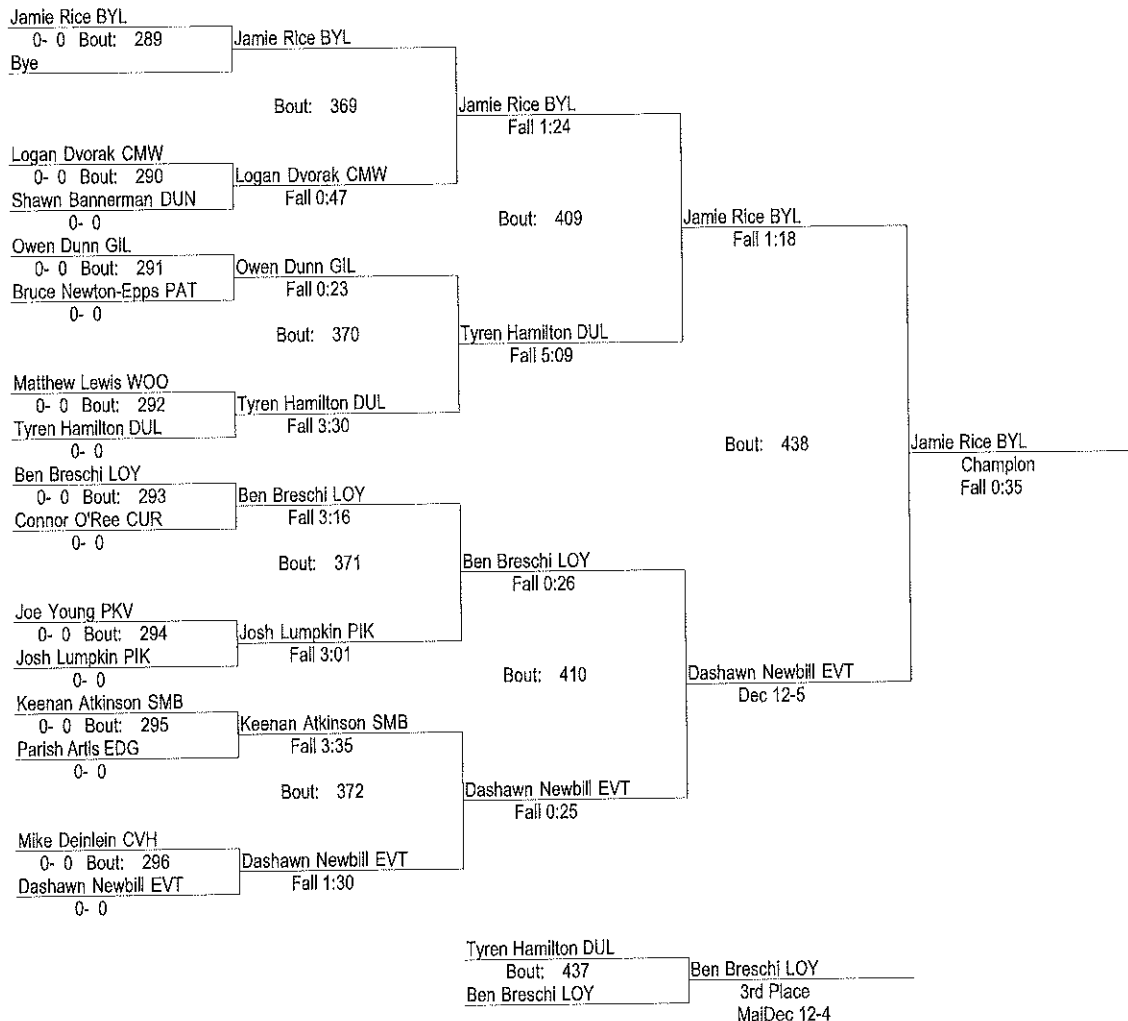 Jamie Rice BYL
0- 0 Bout: 289
Bye
Jamie Rice BYL
Bout: 369
Logan Dvorak CMW
0- 0 Bout: 290
Shawn Bannerman DUN
0- 0
Logan Dvorak CMW
Fall 0:47
Jamie Rice BYL
Fall 1:24
Bout: 409
Owen Dunn GIL
0- 0 Bout: 291
Bruce Newton-Epps PAT
0- 0
Owen Dunn GIL
Fall 0:23
Bout: 370
Matthew Lewis WOO
0- 0 Bout: 292
Tyren Hamilton DUL
0- 0
Tyren Hamilton DUL
Fall 3:30
Tyren Hamilton DUL
Fall 5:09
Jamie Rice BYL
Fall 1:18
Bout: 438
Ben Breschi LOY
0- 0 Bout: 293
Connor O'Ree CUR
0- 0
Ben Breschi LOY
Fall 3:16
Bout: 371
Joe Young PKV
0- 0 Bout: 294
Josh Lumpkin PIK
0- 0
Josh Lumpkin PIK
Fall 3:01
Ben Breschi LOY
Fall 0:26
Bout: 410
Keenan Atkinson SMB
0- 0 Bout: 295
Parish Artis EDG
0- 0
Keenan Atkinson SMB
Fall 3:35
Bout: 372
Mike Deinlein CVH
0- 0 Bout: 296
Dashawn Newbill EVT
0- 0
Dashawn Newbill EVT
Fall 1:30
Dashawn Newbill EVT
Fall 0:25
Dashawn Newbill EVT
Dec 12-5
Jamie Rice BYL
Champion
Fall 0:35
Tyren Hamilton DUL
Bout: 437
Ben Breschi LOY
Ben Breschi LOY
3rd Place
MajDec 12-4